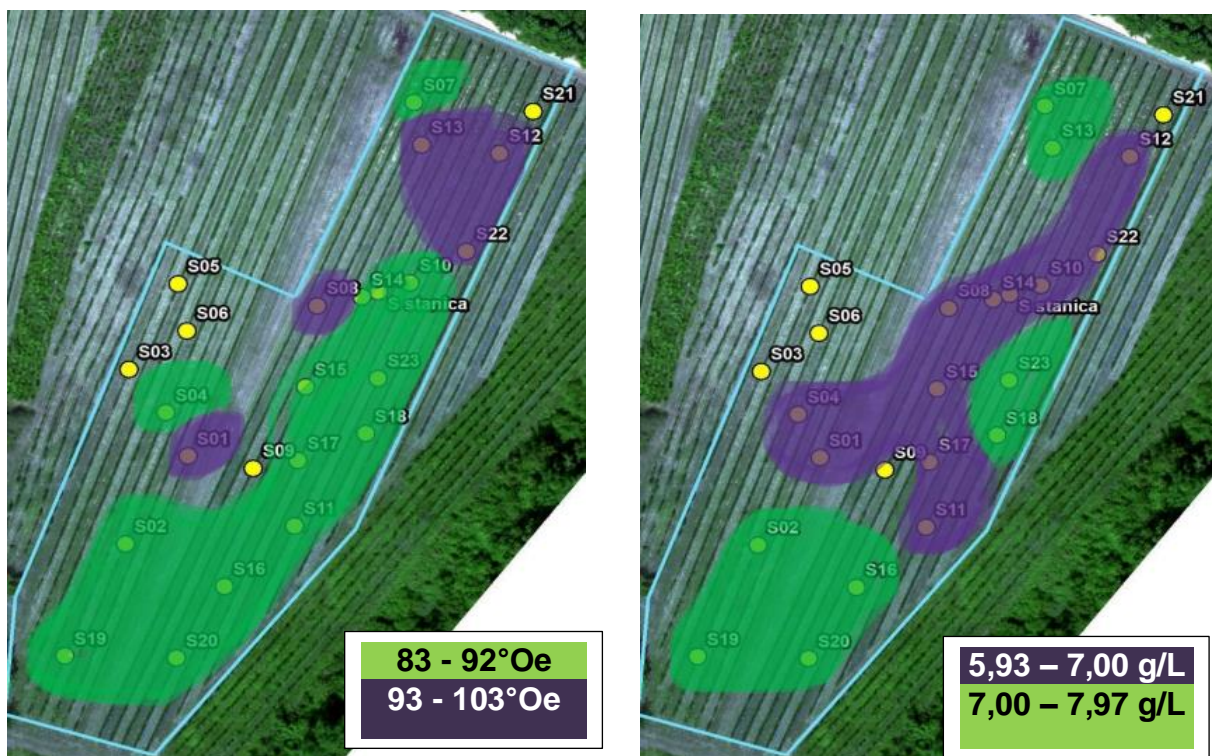 S07
S21
S13
S12
S22
S05
S10
S14
S08
S stanica
S06
S03
S23
S15
S04
S18
S01
S09
S17
S11
S02
S16
S19
S20
83 - 92°Oe
93 - 103°Oe
S07
S21
S13
S12
S22
S05
S10
S14
S08
S stanica
S06
S03
S23
S15
S04
S18
S01
S09
S17
S11
S02
S16
S19
S20
5,93 – 7,00 g/L
7,00 – 7,97 g/L